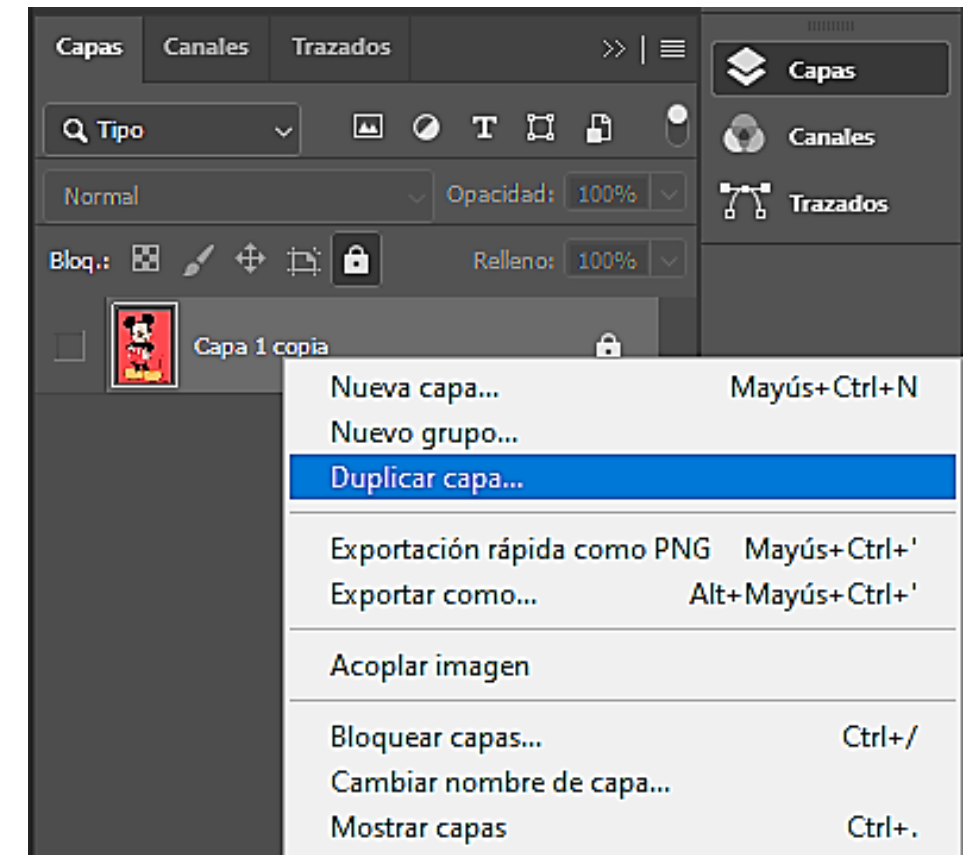 Capas Canales Trazados
Tipo
Normal Opacidad: 100%
Bloq.: Relleno: 100%
Capa 1 copia
Capas
Canales
Trazados
Nueva capa... Mayús+Ctrl+N
Nuevo grupo...
Duplicar capa...
Exportación rápida como PNG Mayús+Ctrl+'
Exportar como... Alt+Mayús+Ctrl+'
Acoplar imagen
Bloquear capas... Ctrl+/
Cambiar nombre de capa...
Mostrar capas Ctrl+.